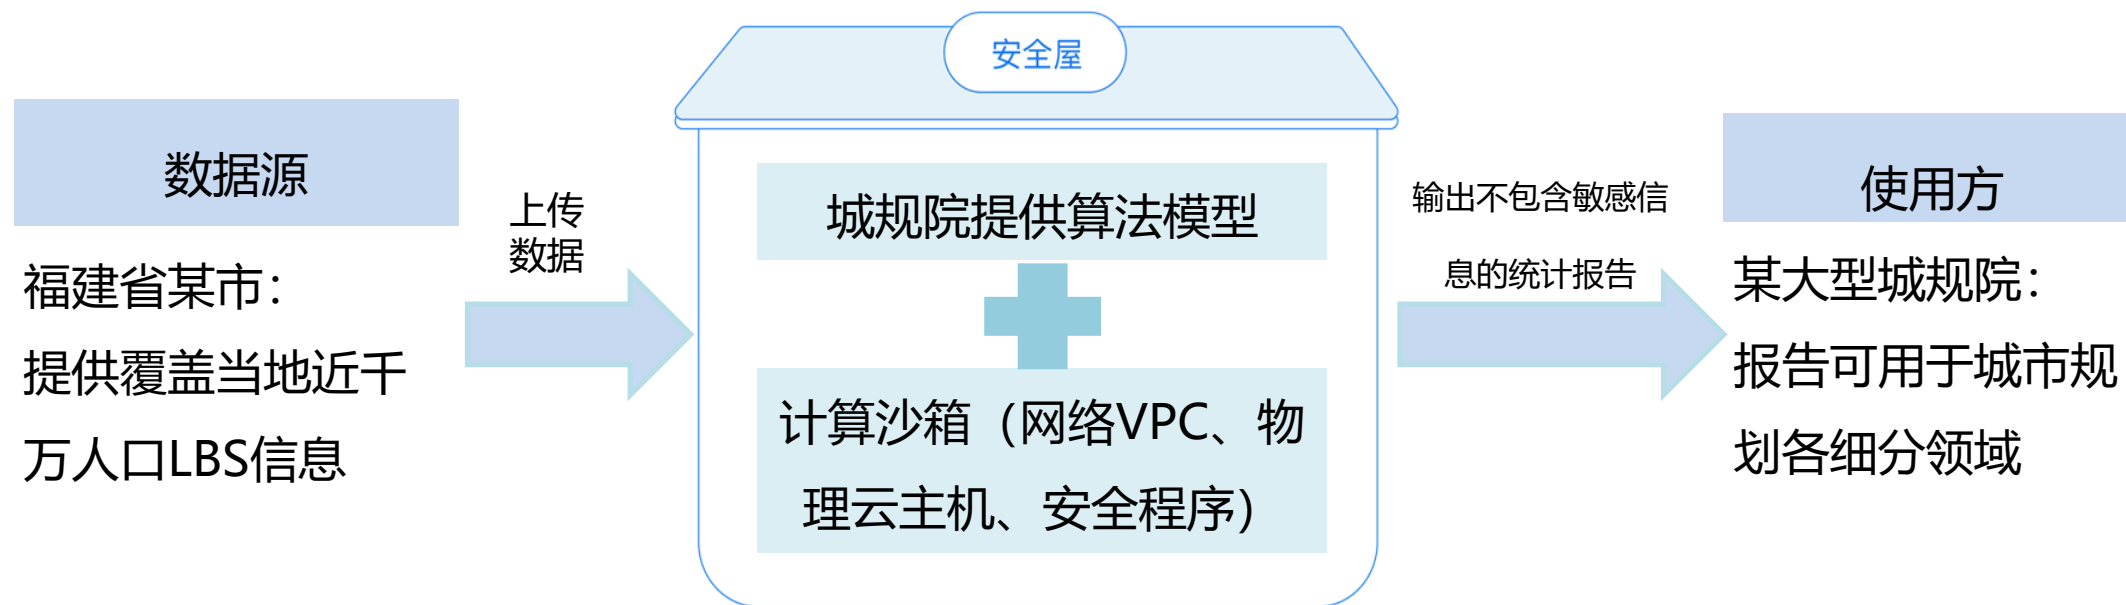 安全屋
数据源
福建省某市：
提供覆盖当地近千
万人口LBS信息
上传
数据
城规院提供算法模型
计算沙箱（网络VPC、物
理云主机、安全程序）
输出不包含敏感信
息的统计报告
使用方
某大型城规院：
报告可用于城市规
划各细分领域